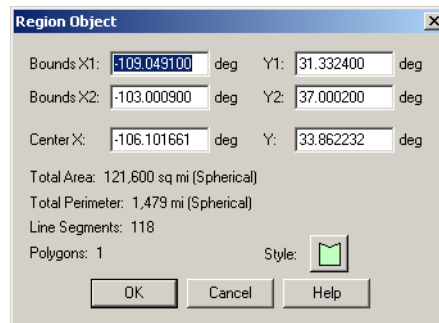 Region Object
Bounds X1: -109.049100 deg Y1: 31.332400 deg
Bounds X2: -103.000900 deg Y2: 37.000200 deg
Center X: -106.101661 deg Y: 33.862232 deg
Total Area: 121,600 sq mi (Spherical)
Total Perimeter: 1,479 mi (Spherical)
Line Segments: 118
Polygons: 1 Style:
OK Cancel Help